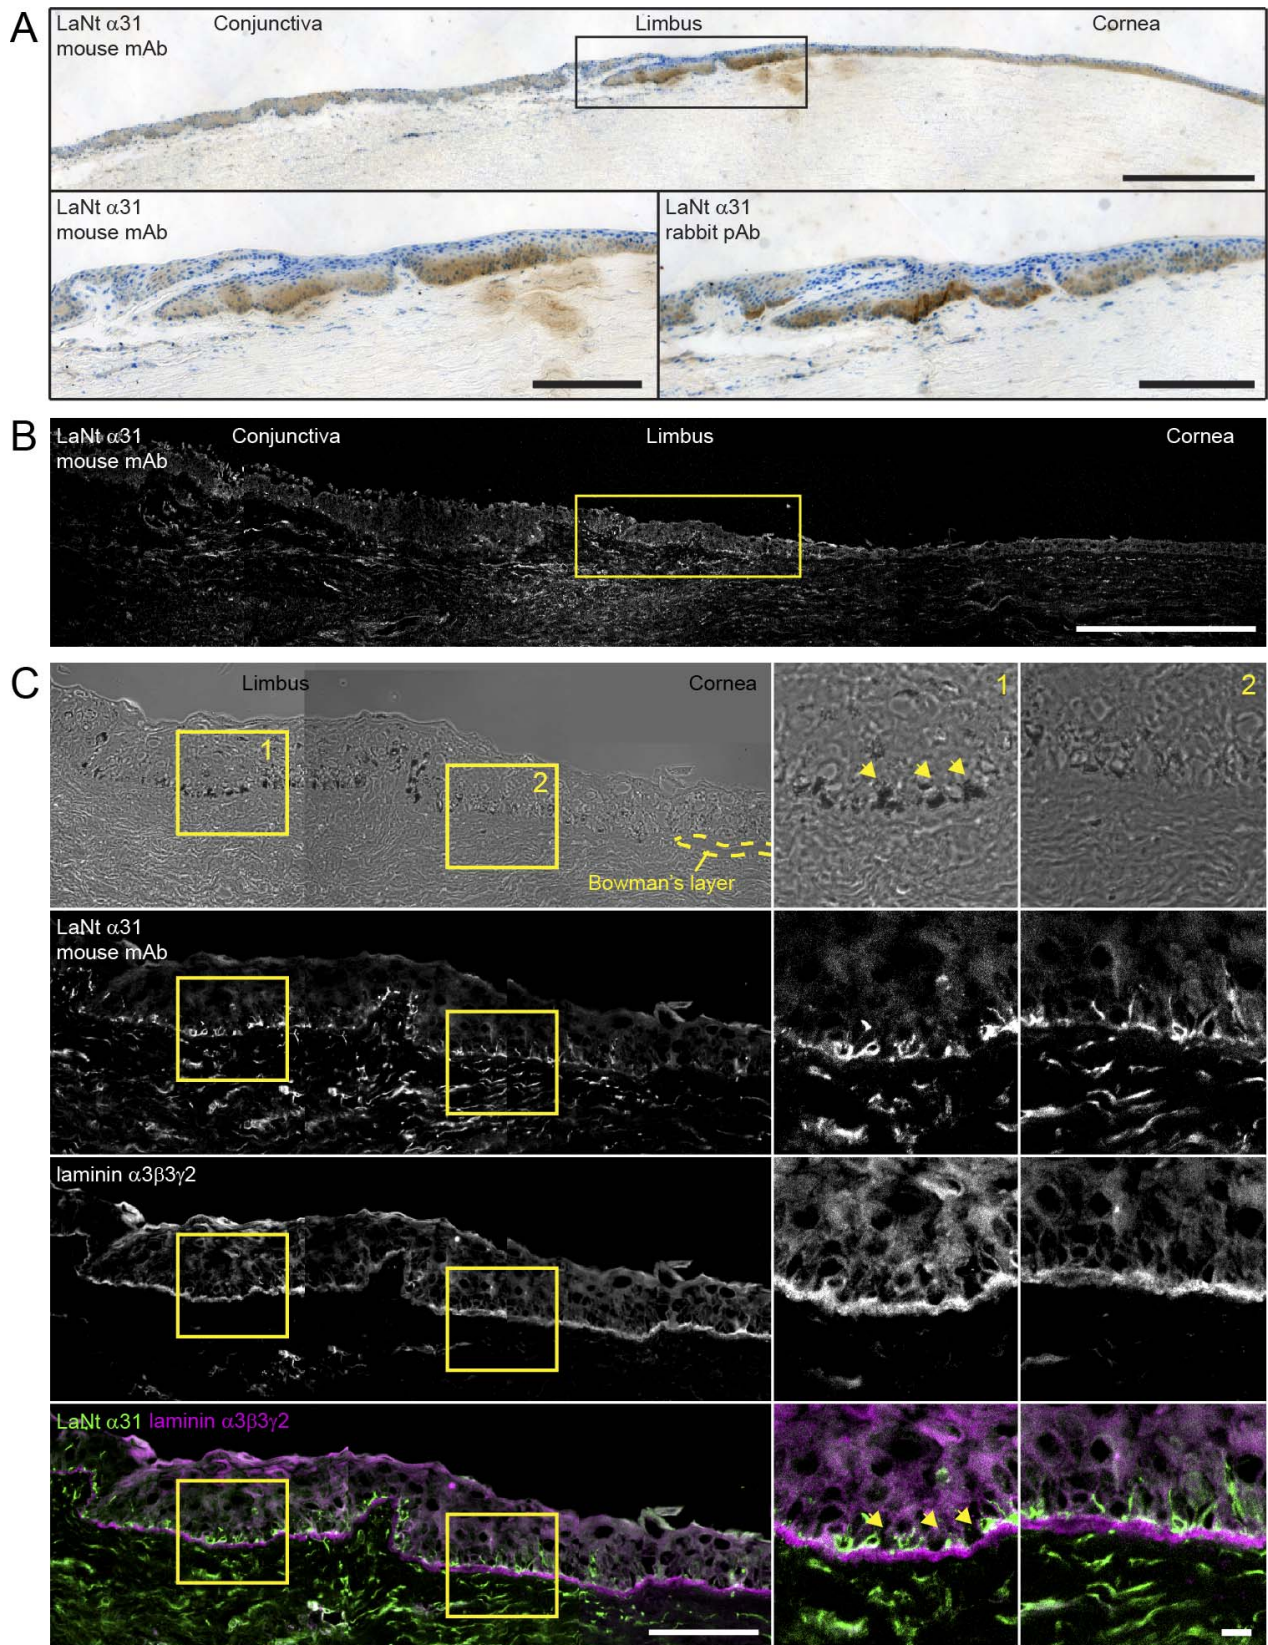 A
LaNt α31
mouse mAb
Conjunctiva
Limbus
Cornea
LaNt α31
mouse mAb
LaNt α31
rabbit pAb
B
LaNt α31
mouse mAb
Conjunctiva
Limbus
Cornea
C
Limbus
Cornea
1
2
Bowman's layer
1
2
LaNt α31
mouse mAb
laminin α3β3γ2
LaNt α31 laminin α3β3γ2